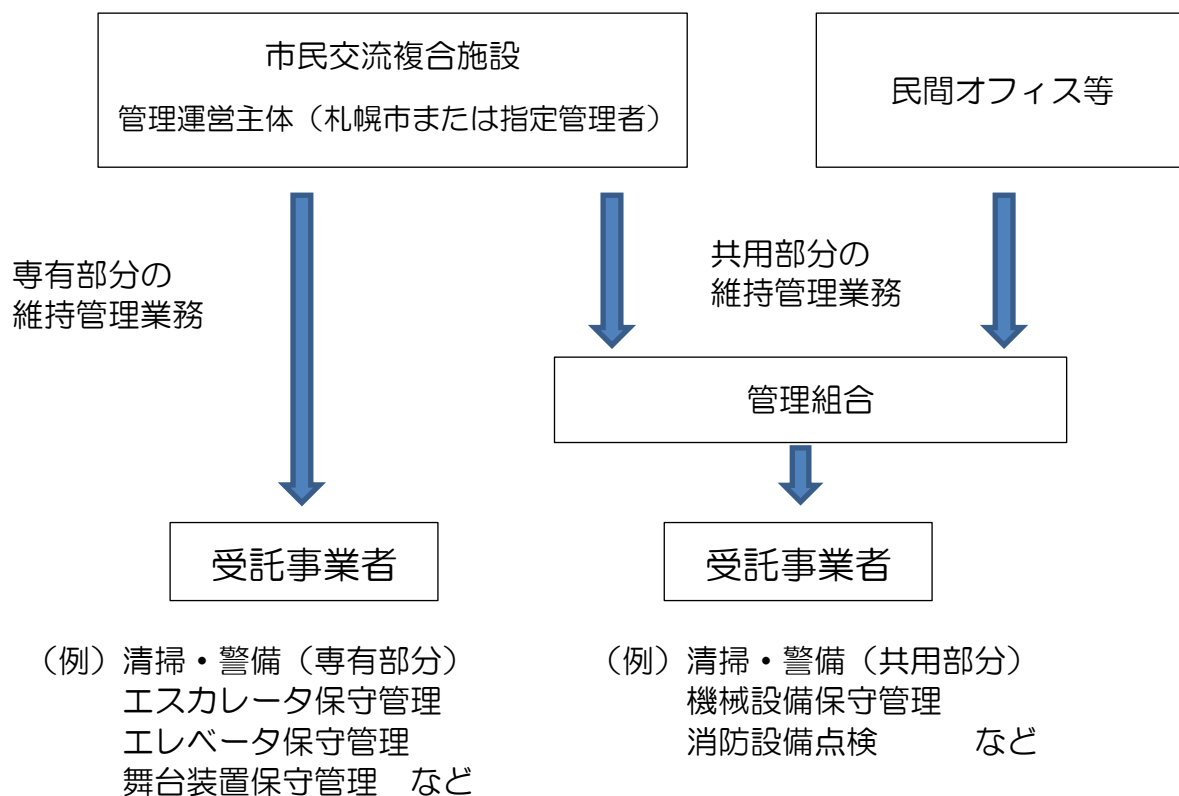 市民交流複合施設
管理運営主体（札幌市または指定管理者）
民間オフィス等
専有部分の
維持管理業務
共用部分の
維持管理業務
管理組合
受託事業者
（例）清掃・警備（専有部分）
エスカレータ保守管理
エレベータ保守管理
舞台装置保守管理　など
受託事業者
（例）清掃・警備（共用部分）
機械設備保守管理
消防設備点検　　　など